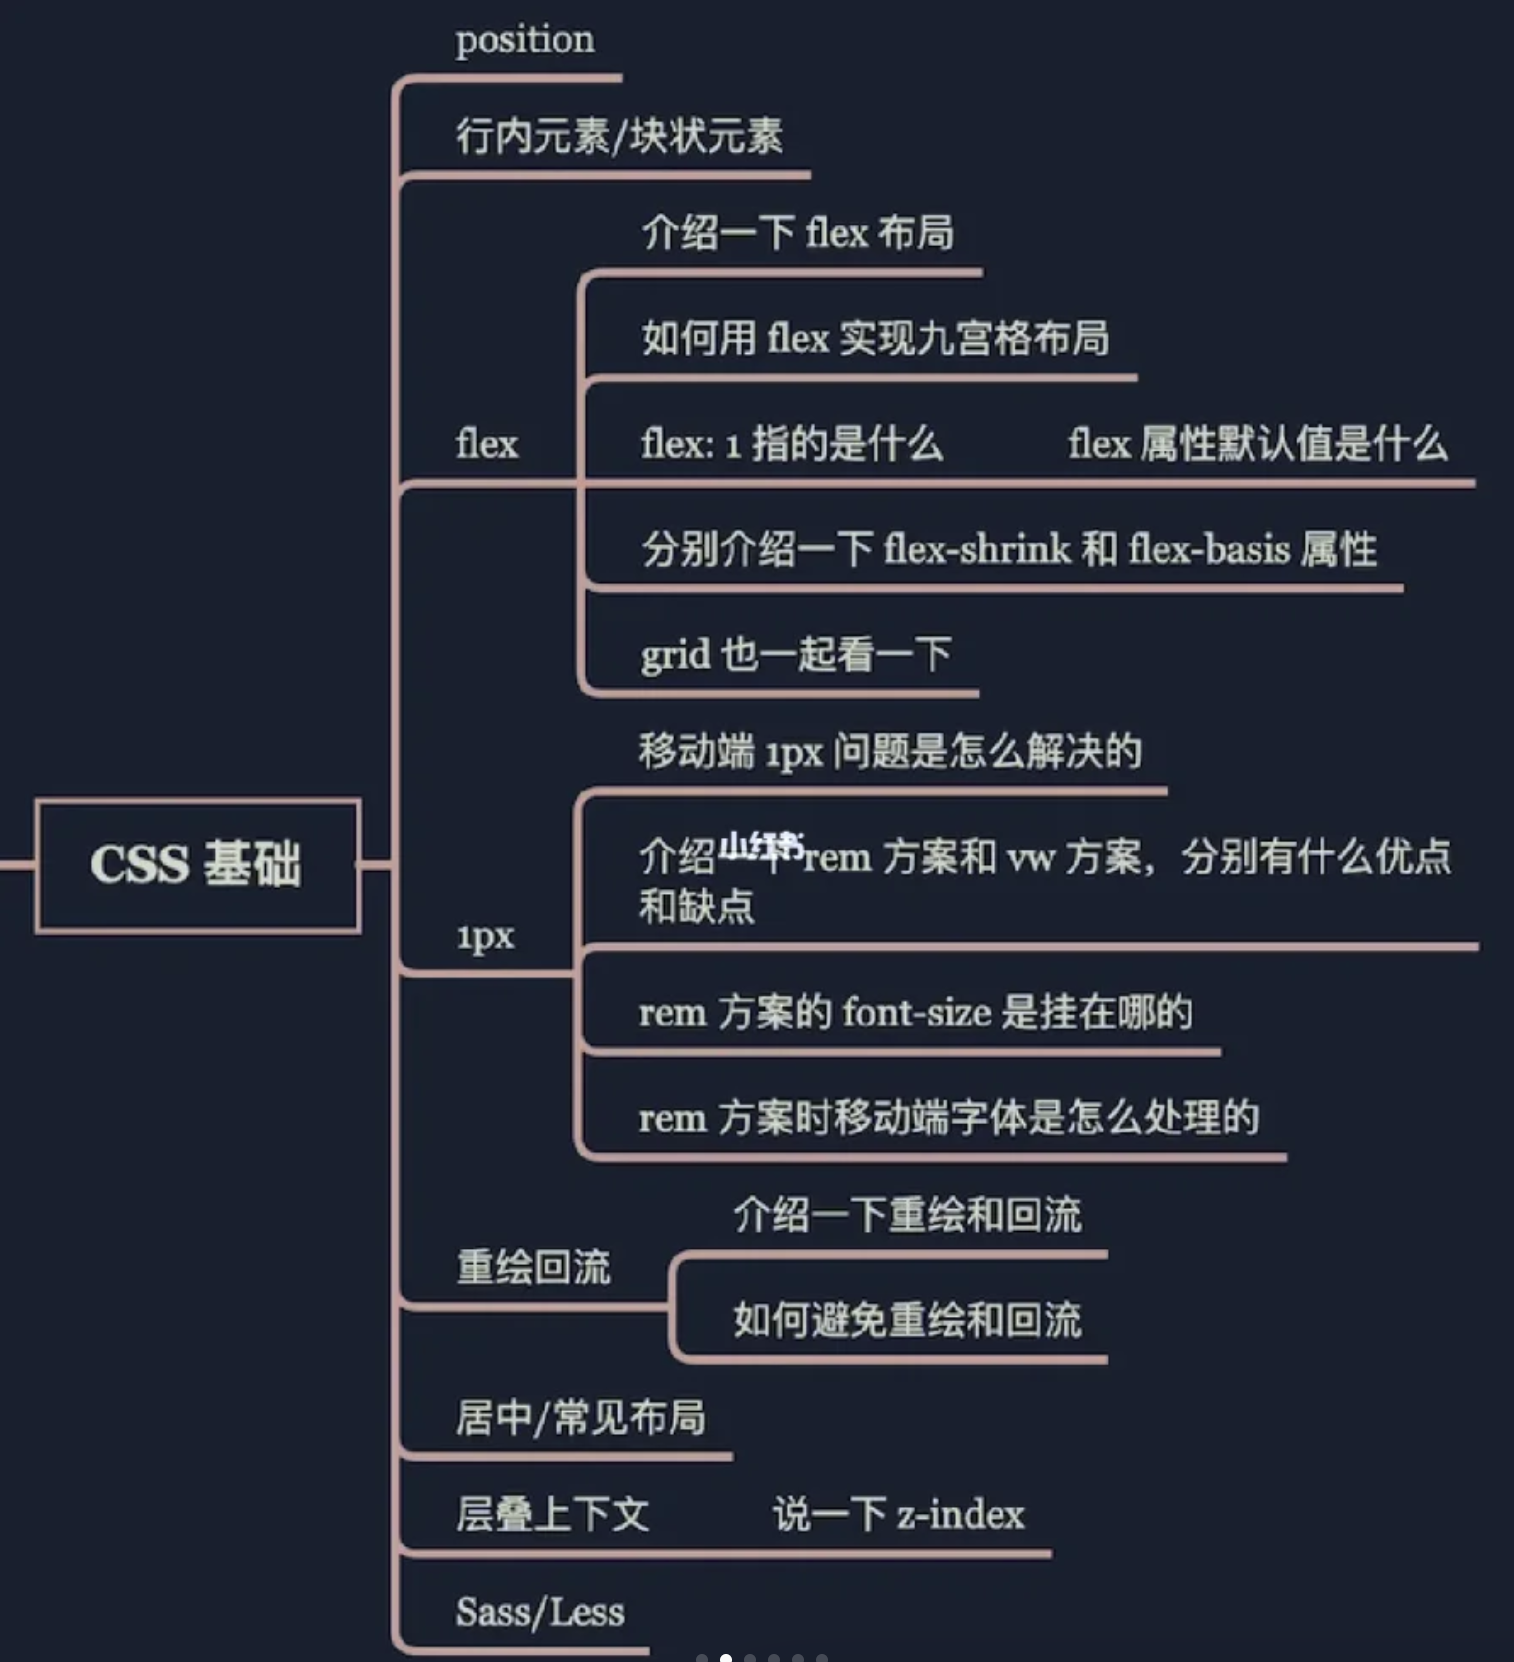 position
行内元素/块状元素
介绍一下 flex 布局
如何用 flex 实现九宫格布局
flex
flex: 1 指的是什么
flex 属性默认值是什么
分别介绍一下 flex-shrink 和 flex-basis 属性
grid 也一起看一下
CSS 基础
移动端 1px 问题是怎么解决的
介绍一下 rem 方案和 vw 方案，分别有什么优点
和缺点
小红书
1px
rem 方案的 font-size 是挂在哪的
rem 方案时移动端字体是怎么处理的
介绍一下重绘和回流
重绘回流
如何避免重绘和回流
居中/常见布局
层叠上下文
说一下 z-index
Sass/Less